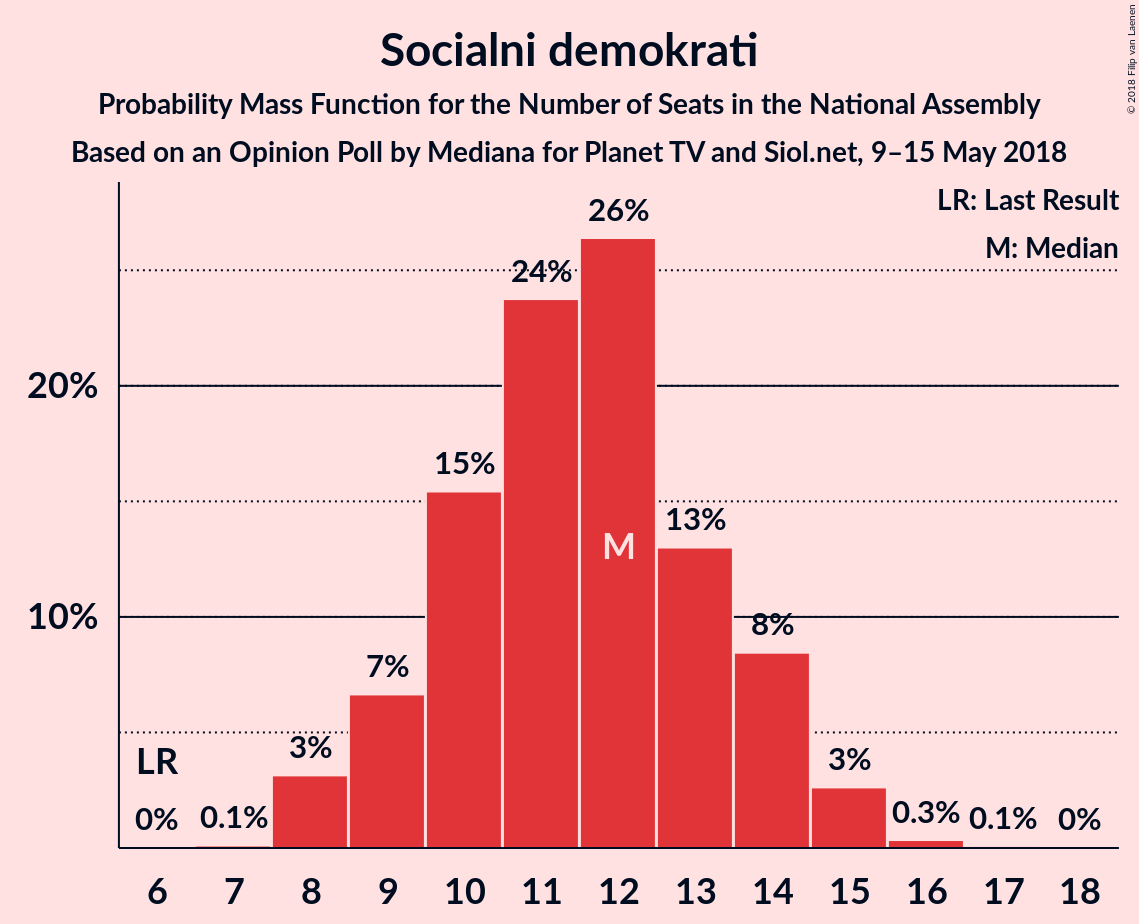 Socialni demokrati
Probability Mass Function for the Number of Seats in the National Assembly
Based on an Opinion Poll by Mediana for Planet TV and Siol.net, 9–15 May 2018
© 2018 Filip van Laenen
LR: Last Result
M: Median
26%
24%
20%
15%
13%
M
10%
8%
7%
3%
LR
3%
0%
0.1%
0.3%
0.1%
0%
6 7 8 9 10 11 12 13 14 15 16 17 18